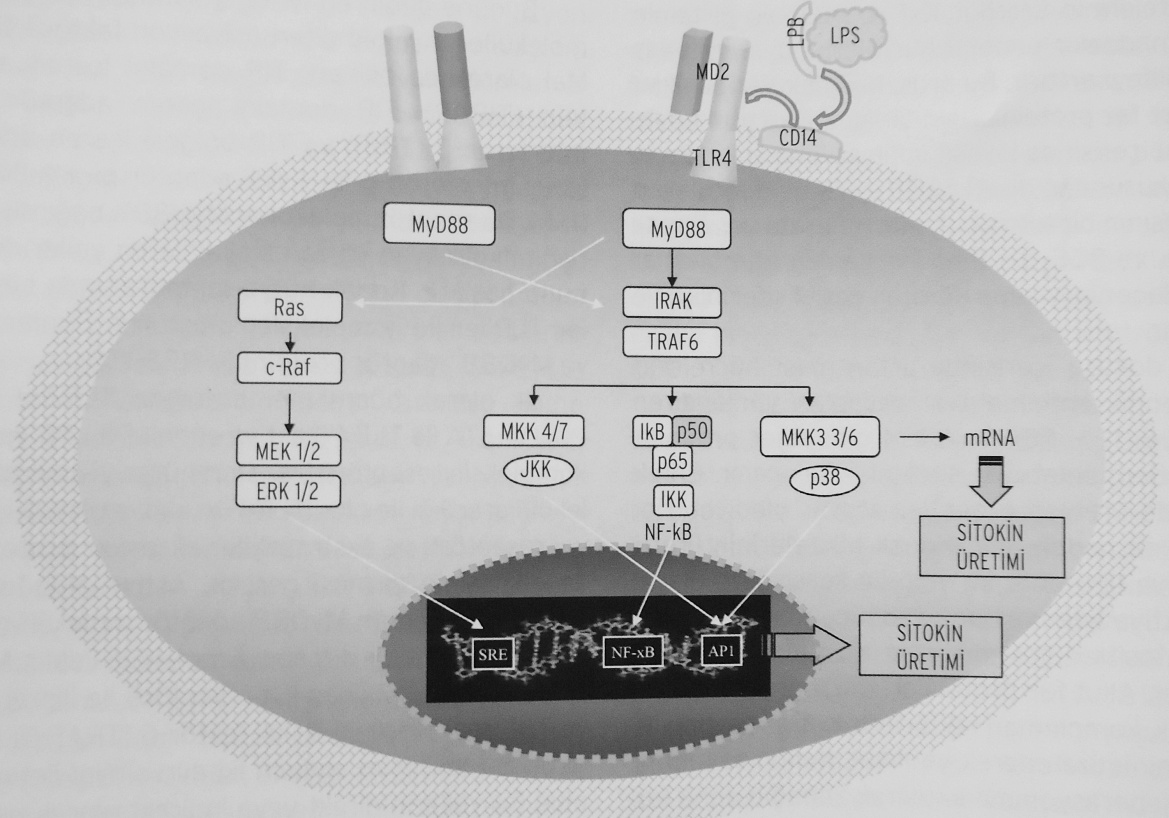 LPB
LPS
MD2
CD14
TLR4
MyD88
MyD88
Ras
IRAK
TRAF6
c-Raf
MKK 4/7
IkB
p50
MKK3 3/6
mRNA
MEK 1/2
JKK
p65
p38
ERK 1/2
IKK
NF-kB
SİTOKİN
ÜRETİMİ
SRE
NF-xB
AP1
SİTOKİN
ÜRETİMİ